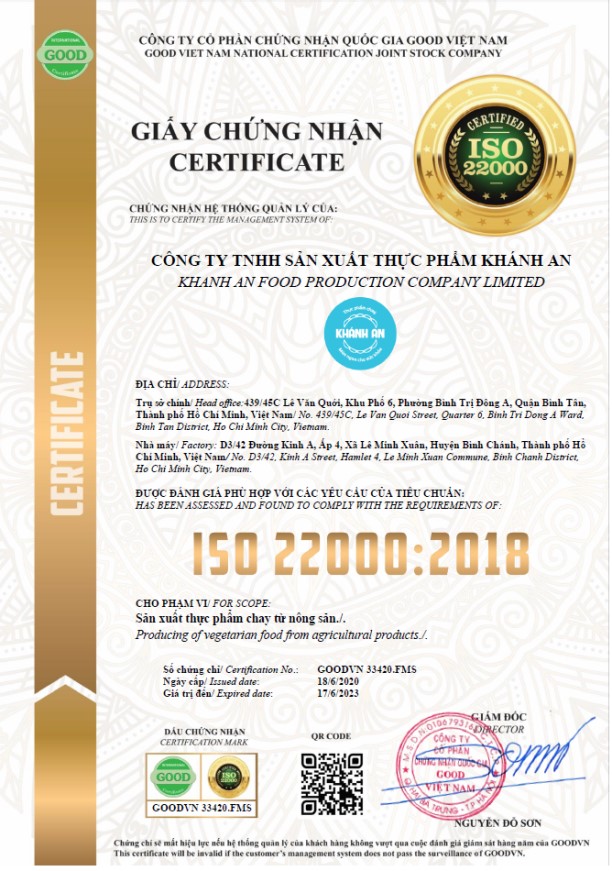 CÔNG TY CỔ PHẦN CHỨNG NHẬN QUỐC GIA GOOD VIỆT NAM
GOOD VIET NAM NATIONAL CERTIFICATION JOINT STOCK COMPANY
INTERNATIONAL
GOOD
GIẤY CHỨNG NHẬN
CERTIFICATE
CERTIFIED
ISO
22000
CHỨNG NHẬN HỆ THỐNG QUẢN LÝ CỦA:
THIS IS TO CERTIFY THE MANAGEMENT SYSTEM OF:
CÔNG TY TNHH SẢN XUẤT THỰC PHẨM KHÁNH AN
KHANH AN FOOD PRODUCTION COMPANY LIMITED
Thực phẩm chay
KHÁNH AN
CERTIFICATE
ĐỊA CHỈ/ ADDRESS:
Trụ sở chính/ Head office: 439/45C Lê Văn Quới, Khu Phố 6, Phường Bình Trị Đông A, Quận Bình Tân,
Thành phố Hồ Chí Minh, Việt Nam/ No. 439/45C, Le Van Quoi Street, Quarter 6, Binh Tri Dong A Ward,
Binh Tan District, Ho Chi Minh City, Vietnam.
Nhà máy/ Factory: D3/42 Đường Kinh A, Ấp 4, Xã Lê Minh Xuân, Huyện Bình Chánh, Thành phố Hồ
Chí Minh, Việt Nam/ No. D3/42, Kinh A Street, Hamlet 4, Le Minh Xuan Commune, Binh Chanh District,
Ho Chi Minh City, Vietnam.
ĐƯỢC ĐÁNH GIÁ PHÙ HỢP VỚI CÁC YÊU CẦU CỦA TIÊU CHUẨN:
HAS BEEN ASSESSED AND FOUND TO COMPLY WITH THE REQUIREMENTS OF:
ISO 22000:2018
CHO PHẠM VI/ FOR SCOPE:
Sản xuất thực phẩm chay từ nông sản./.
Producing of vegetarian food from agricultural products./.
Số chứng chỉ/ Certification No.: GOODVN 33420.FMS
Ngày cấp/ Issued date: 18/6/2020
Giá trị đến/ Expired date: 17/6/2023
DẤU CHỨNG NHẬN
CERTIFICATION MARK
GOOD
ISO
GOODVN 33420.FMS
QR CODE
GIÁM ĐỐC
DIRECTOR
CÔNG TY
CỔ PHẦN
CHỨNG NHẬN QUỐC GIA
GOOD
VIỆT NAM
NGUYỄN ĐỖ SƠN
Chứng chỉ sẽ mất hiệu lực nếu hệ thống quản lý của khách hàng không vượt qua cuộc đánh giá giám sát hàng năm của GOODVN
This certificate will be invalid if the customer's management system does not pass the surveillance of GOODVN.